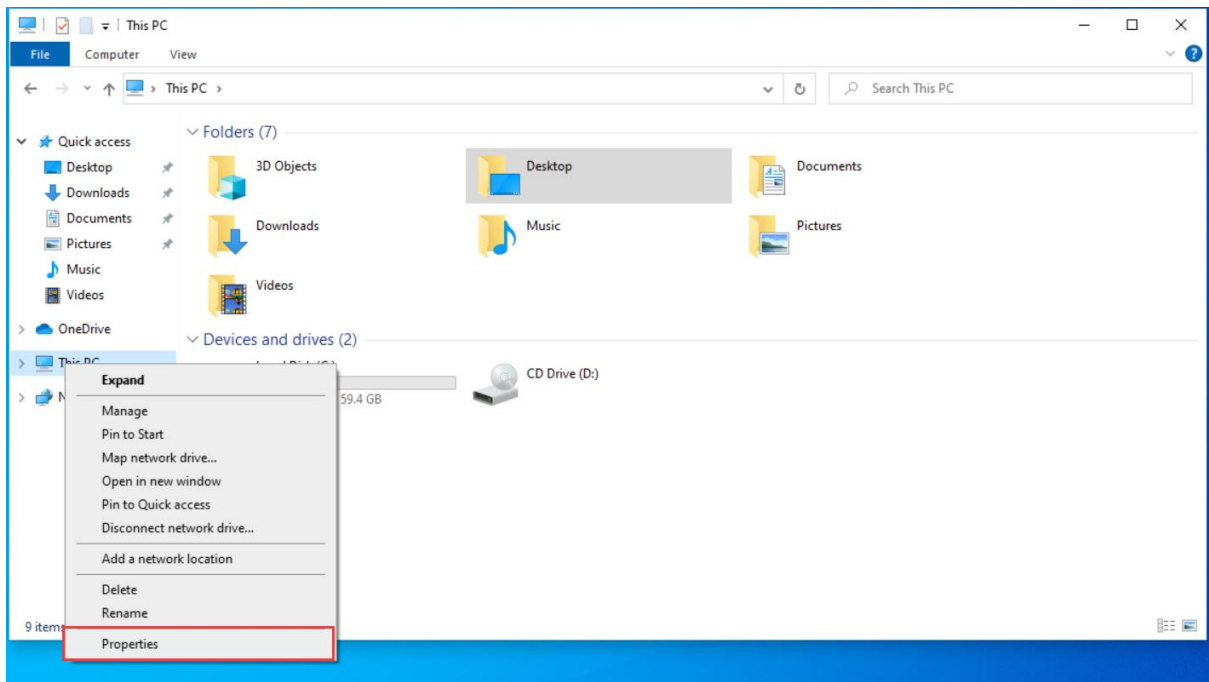 This PC
File Computer View
This PC
Search This PC
Quick access
Desktop
Downloads
Documents
Pictures
Music
Videos
OneDrive
This PC
Folders (7)
3D Objects
Desktop
Documents
Downloads
Music
Pictures
Videos
Devices and drives (2)
59.4 GB
CD Drive (D:)
Expand
Manage
Pin to Start
Map network drive...
Open in new window
Pin to Quick access
Disconnect network drive...
Add a network location
Delete
Rename
Properties
9 items